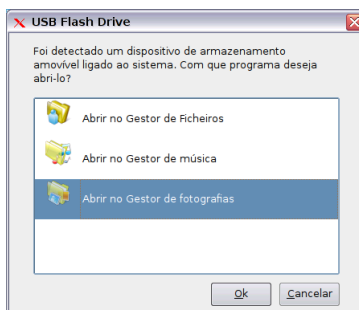 USB Flash Drive
Foi detectado um dispositivo de armazenamento
amovível ligado ao sistema. Com que programa deseja
abri-lo?
Abrir no Gestor de Ficheiros
Abrir no Gestor de música
Abrir no Gestor de fotografias
Ok
Cancelar